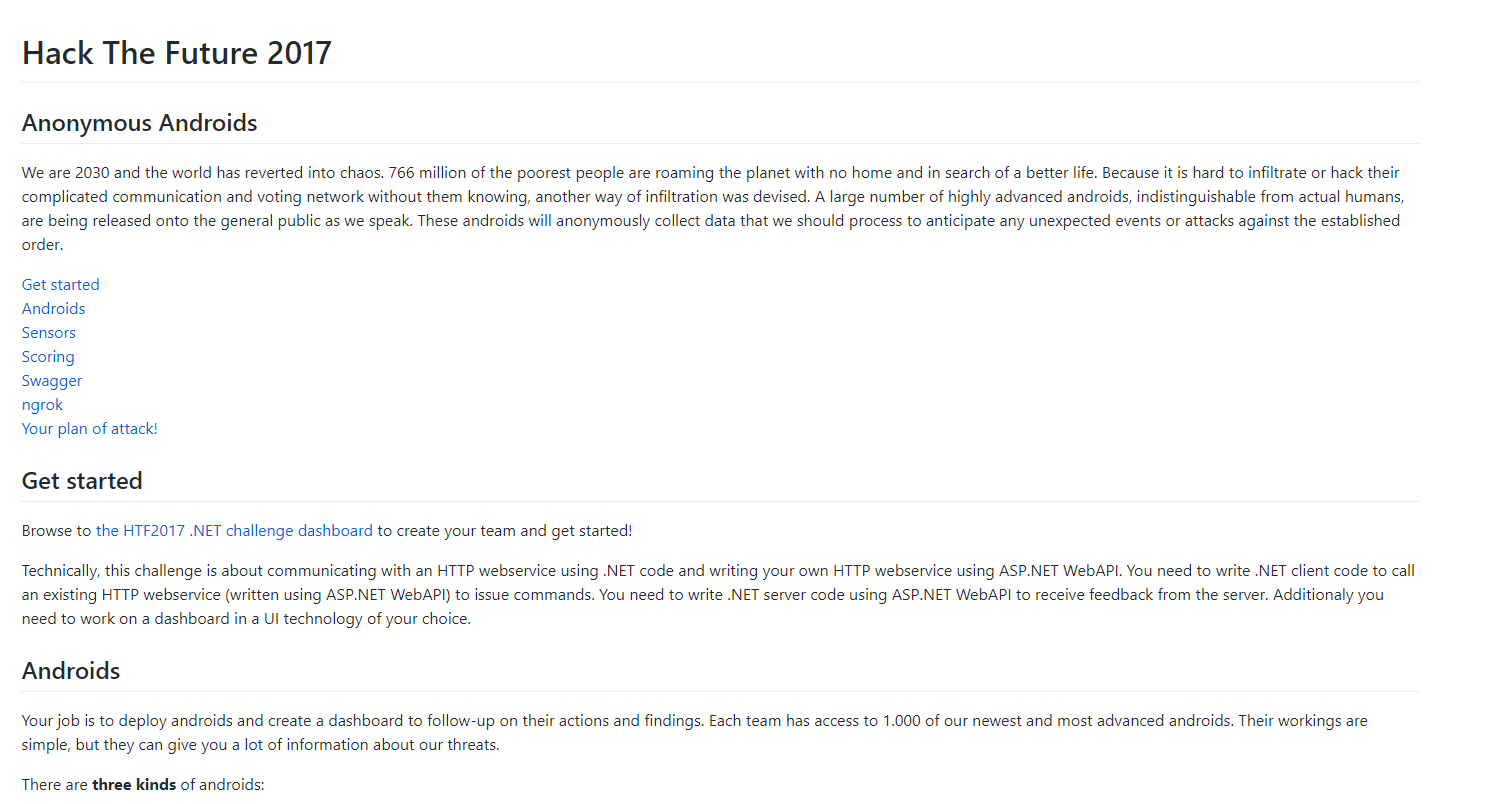 Hack The Future 2017
Anonymous Androids
We are 2030 and the world has reverted into chaos. 766 million of the poorest people are roaming the planet with no home and in search of a better life. Because it is hard to infiltrate or hack their
complicated communication and voting network without them knowing, another way of infiltration was devised. A large number of highly advanced androids, indistinguishable from actual humans,
are being released onto the general public as we speak. These androids will anonymously collect data that we should process to anticipate any unexpected events or attacks against the established
order.
Get started
Androids
Sensors
Scoring
Swagger
ngrok
Your plan of attack!
Get started
Browse to the HTF2017 .NET challenge dashboard to create your team and get started!
Technically, this challenge is about communicating with an HTTP webservice using .NET code and writing your own HTTP webservice using ASP.NET WebAPI. You need to write .NET client code to call
an existing HTTP webservice (written using ASP.NET WebAPI) to issue commands. You need to write .NET server code using ASP.NET WebAPI to receive feedback from the server. Additionaly you
need to work on a dashboard in a UI technology of your choice.
Androids
Your job is to deploy androids and create a dashboard to follow-up on their actions and findings. Each team has access to 1.000 of our newest and most advanced androids. Their workings are
simple, but they can give you a lot of information about our threats.
There are three kinds of androids: